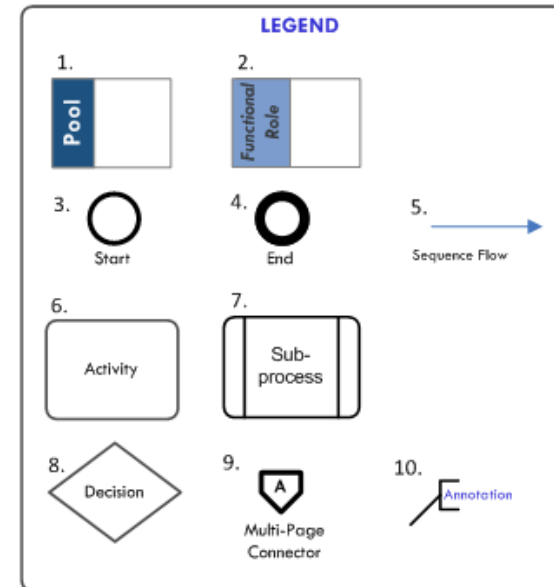 LEGEND
1.
Pool
2.
Functional
Role
3.
Start
4.
End
5.
Sequence Flow
6.
Activity
7.
Sub-
process
8.
Decision
9.
A
Multi-Page
Connector
10.
Annotation